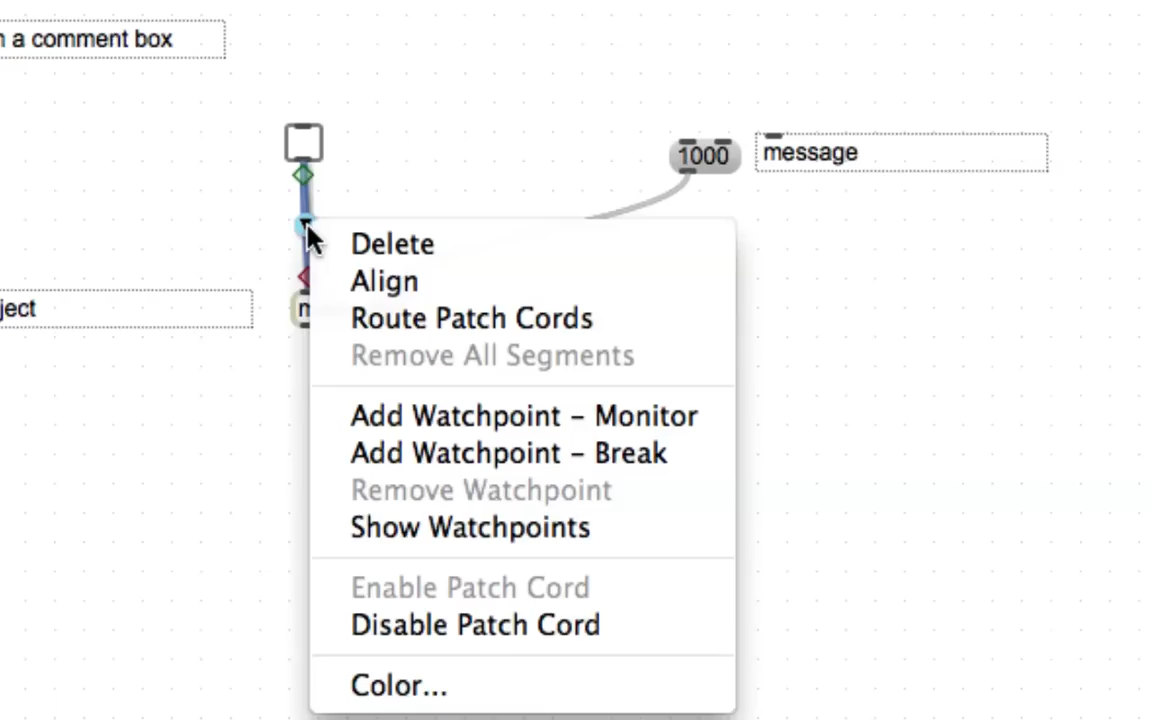 a comment box
1000
message
Delete
Align
ject
Route Patch Cords
Remove All Segments
Add Watchpoint – Monitor
Add Watchpoint – Break
Remove Watchpoint
Show Watchpoints
Enable Patch Cord
Disable Patch Cord
Color...